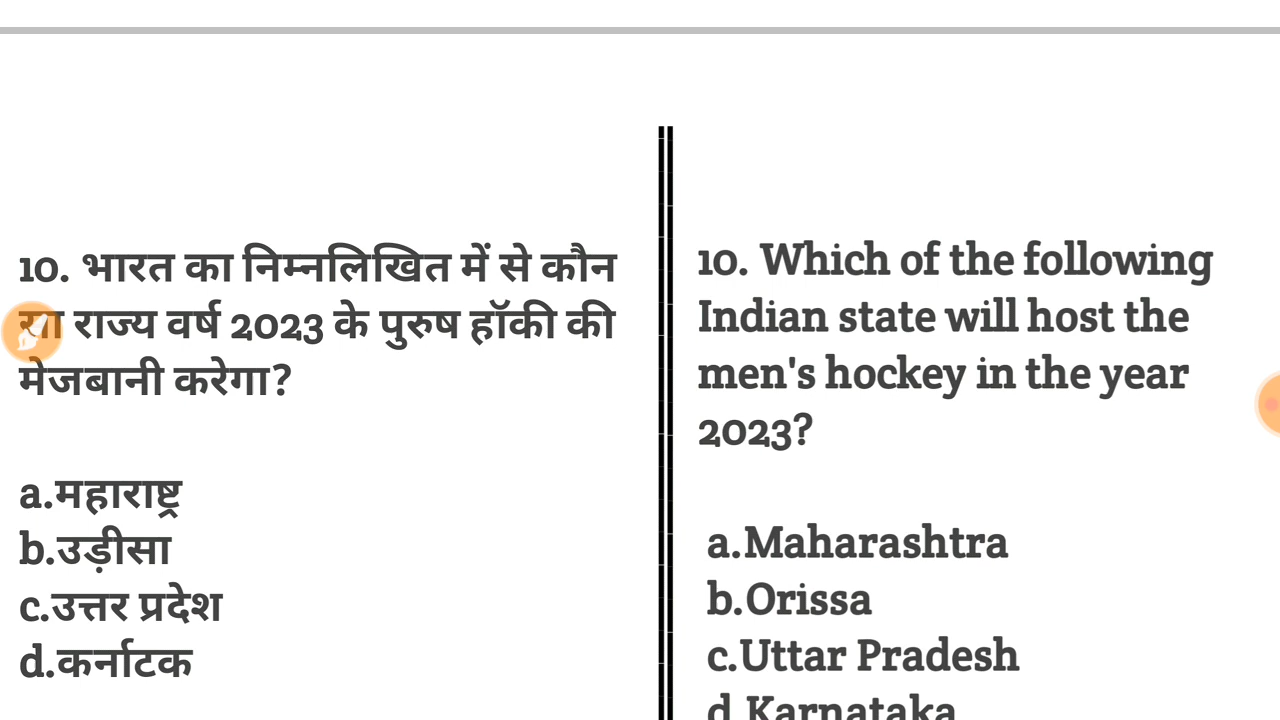 10. भारत का निम्नलिखित में से कौन
सा राज्य वर्ष 2023 के पुरुष हॉकी की
मेजबानी करेगा?
a.महाराष्ट्र
b.उड़ीसा
c.उत्तर प्रदेश
d.कर्नाटक
10. Which of the following
Indian state will host the
men's hockey in the year
2023?
a.Maharashtra
b.Orissa
c.Uttar Pradesh
d.Karnataka